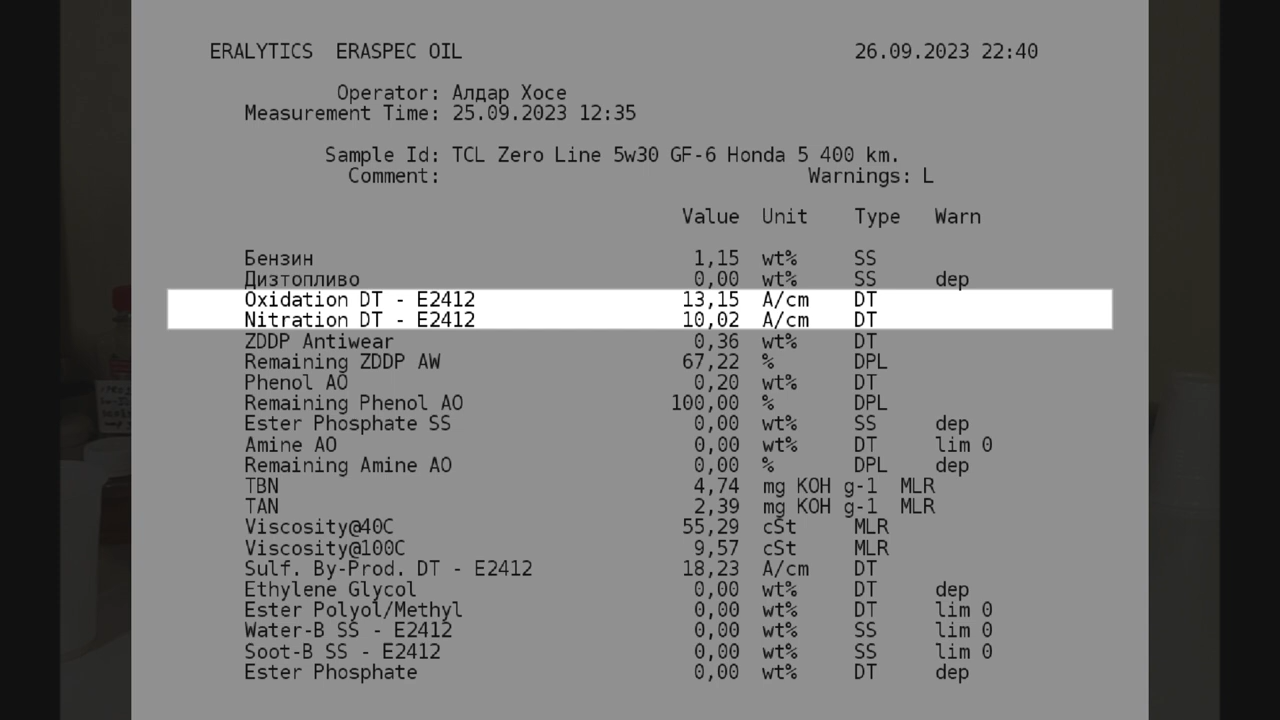 ERALYTICS ERASPEC OIL 26.09.2023 22:40
Operator: Алдар Хосе
Measurement Time: 25.09.2023 12:35
Sample Id: TCL Zero Line 5w30 GF-6 Honda 5 400 km.
Comment: Warnings: L
Value Unit Type Warn
Бензин 1,15 wt% SS
Дизтопливо 0,00 wt% SS dep
Oxidation DT - E2412 13,15 A/cm DT
Nitration DT - E2412 10,02 A/cm DT
ZDDP Antiwear 0,36 wt% DT
Remaining ZDDP AW 67,22 % DPL
Phenol AO 0,20 wt% DT
Remaining Phenol AO 100,00 % DPL
Ester Phosphate SS 0,00 wt% SS dep
Amine AO 0,00 wt% DT lim 0
Remaining Amine AO 0,00 % DPL dep
TBN 4,74 mg KOH g-1 MLR
TAN 2,39 mg KOH g-1 MLR
Viscosity@40C 55,29 cSt MLR
Viscosity@100C 9,57 cSt MLR
Sulf. By-Prod. DT - E2412 18,23 A/cm DT
Ethylene Glycol 0,00 wt% DT dep
Ester Polyol/Methyl 0,00 wt% DT lim 0
Water-B SS - E2412 0,00 wt% SS lim 0
Soot-B SS - E2412 0,00 wt% SS lim 0
Ester Phosphate 0,00 wt% DT dep